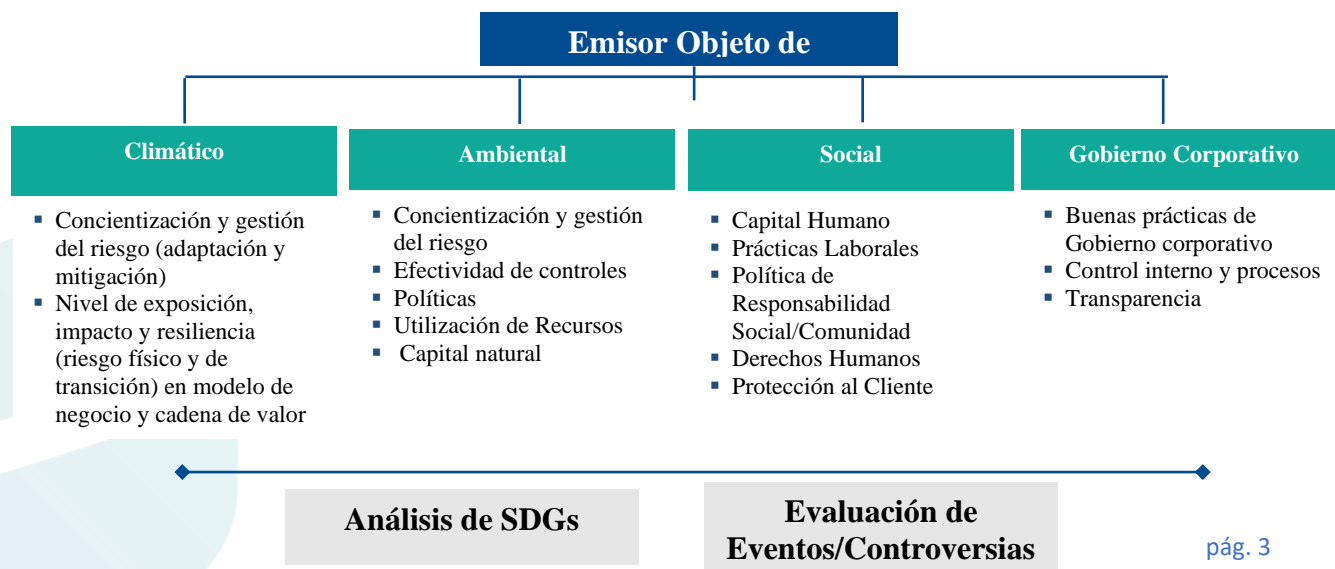 Emisor Objeto de
Climático
▪ Concientización y gestión
del riesgo (adaptación y
mitigación)
▪ Nivel de exposición,
impacto y resiliencia
(riesgo físico y de
transición) en modelo de
negocio y cadena de valor
Ambiental
▪ Concientización y gestión
del riesgo
▪ Efectividad de controles
▪ Políticas
▪ Utilización de Recursos
▪ Capital natural
Social
▪ Capital Humano
▪ Prácticas Laborales
▪ Política de
Responsabilidad
Social/Comunidad
▪ Derechos Humanos
▪ Protección al Cliente
Gobierno Corporativo
▪ Buenas prácticas de
Gobierno corporativo
▪ Control interno y procesos
▪ Transparencia
Análisis de SDGs
Evaluación de
Eventos/Controversias
pág. 3